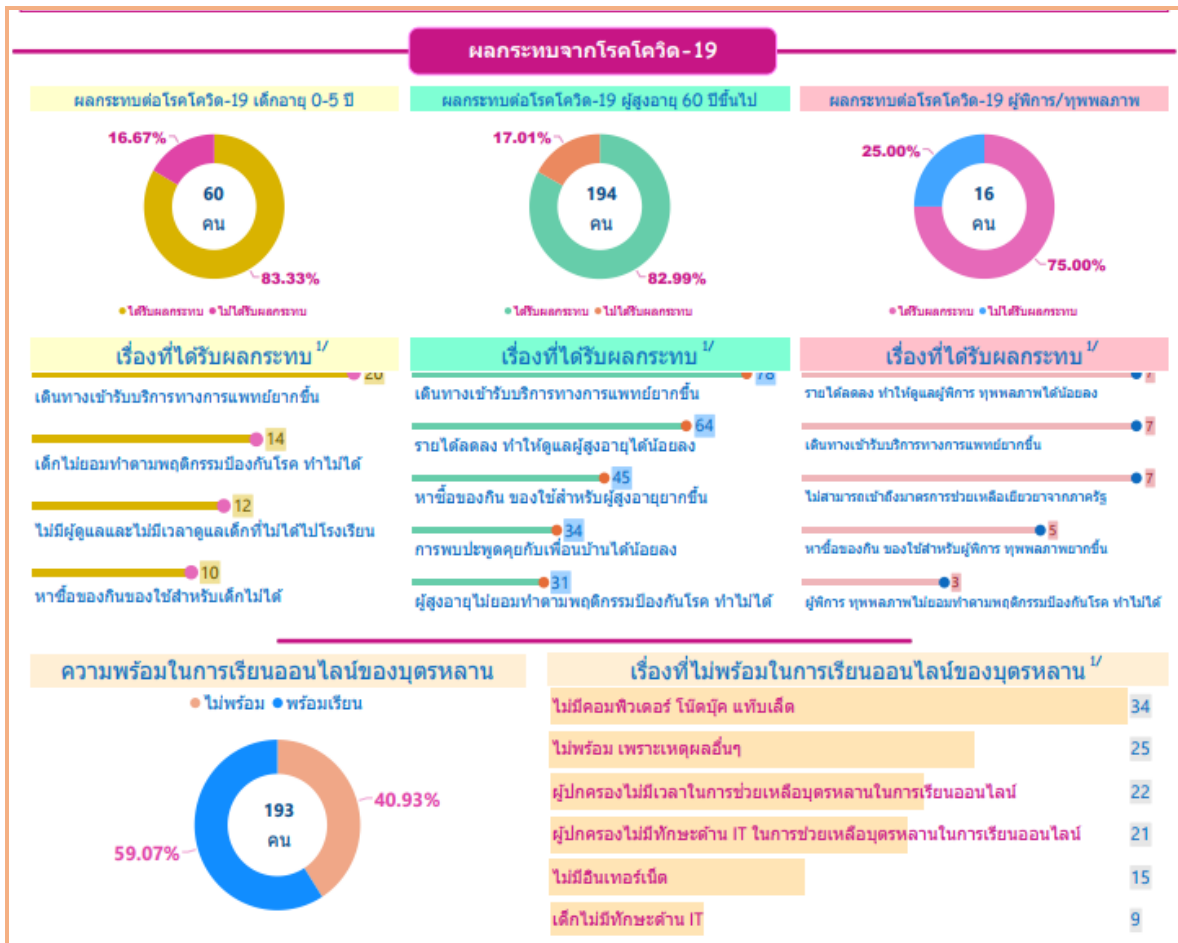 ผลกระทบจากโรคโควิด-19
ผลกระทบต่อโรคโควิด-19 เด็กอายุ 0-5 ปี
16.67%
60
คน
83.33%
ได้รับผลกระทบ ไม่ได้รับผลกระทบ
ผลกระทบต่อโรคโควิด-19 ผู้สูงอายุ 60 ปีขึ้นไป
17.01%
194
คน
82.99%
ได้รับผลกระทบ ไม่ได้รับผลกระทบ
ผลกระทบต่อโรคโควิด-19 ผู้พิการ/ทุพพลภาพ
25.00%
16
คน
75.00%
ได้รับผลกระทบ ไม่ได้รับผลกระทบ
เรื่องที่ได้รับผลกระทบ 1/
20
เดินทางเข้ารับบริการทางการแพทย์ยากขึ้น
14
เด็กไม่ยอมทำตามพฤติกรรมป้องกันโรค ทำไม่ได้
12
ไม่มีผู้ดูแลและไม่มีเวลาดูแลเด็กที่ไม่ได้ไปโรงเรียน
10
หาซื้อของกินของใช้สำหรับเด็กไม่ได้
เรื่องที่ได้รับผลกระทบ 1/
78
เดินทางเข้ารับบริการทางการแพทย์ยากขึ้น
64
รายได้ลดลง ทำให้ดูแลผู้สูงอายุได้น้อยลง
45
หาซื้อของกิน ของใช้สำหรับผู้สูงอายุยากขึ้น
34
การพบปะพูดคุยกับเพื่อนบ้านได้น้อยลง
31
ผู้สูงอายุไม่ยอมทำตามพฤติกรรมป้องกันโรค ทำไม่ได้
เรื่องที่ได้รับผลกระทบ 1/
7
รายได้ลดลง ทำให้ดูแลผู้พิการ ทุพพลภาพได้น้อยลง
7
เดินทางเข้ารับบริการทางการแพทย์ยากขึ้น
7
ไม่สามารถเข้าถึงมาตรการช่วยเหลือเยียวยาจากภาครัฐ
5
หาซื้อของกิน ของใช้สำหรับผู้พิการ ทุพพลภาพยากขึ้น
3
ผู้พิการ ทุพพลภาพไม่ยอมทำตามพฤติกรรมป้องกันโรค ทำไม่ได้
ความพร้อมในการเรียนออนไลน์ของบุตรหลาน
ไม่พร้อม พร้อมเรียน
40.93%
193
คน
59.07%
เรื่องที่ไม่พร้อมในการเรียนออนไลน์ของบุตรหลาน 1/
ไม่มีคอมพิวเตอร์ โน๊ตบุ๊ค แท๊บเล็ต 34
ไม่พร้อม เพราะเหตุผลอื่นๆ 25
ผู้ปกครองไม่มีเวลาในการช่วยเหลือบุตรหลานในการเรียนออนไลน์ 22
ผู้ปกครองไม่มีทักษะด้าน IT ในการช่วยเหลือบุตรหลานในการเรียนออนไลน์ 21
ไม่มีอินเทอร์เน็ต 15
เด็กไม่มีทักษะด้าน IT 9